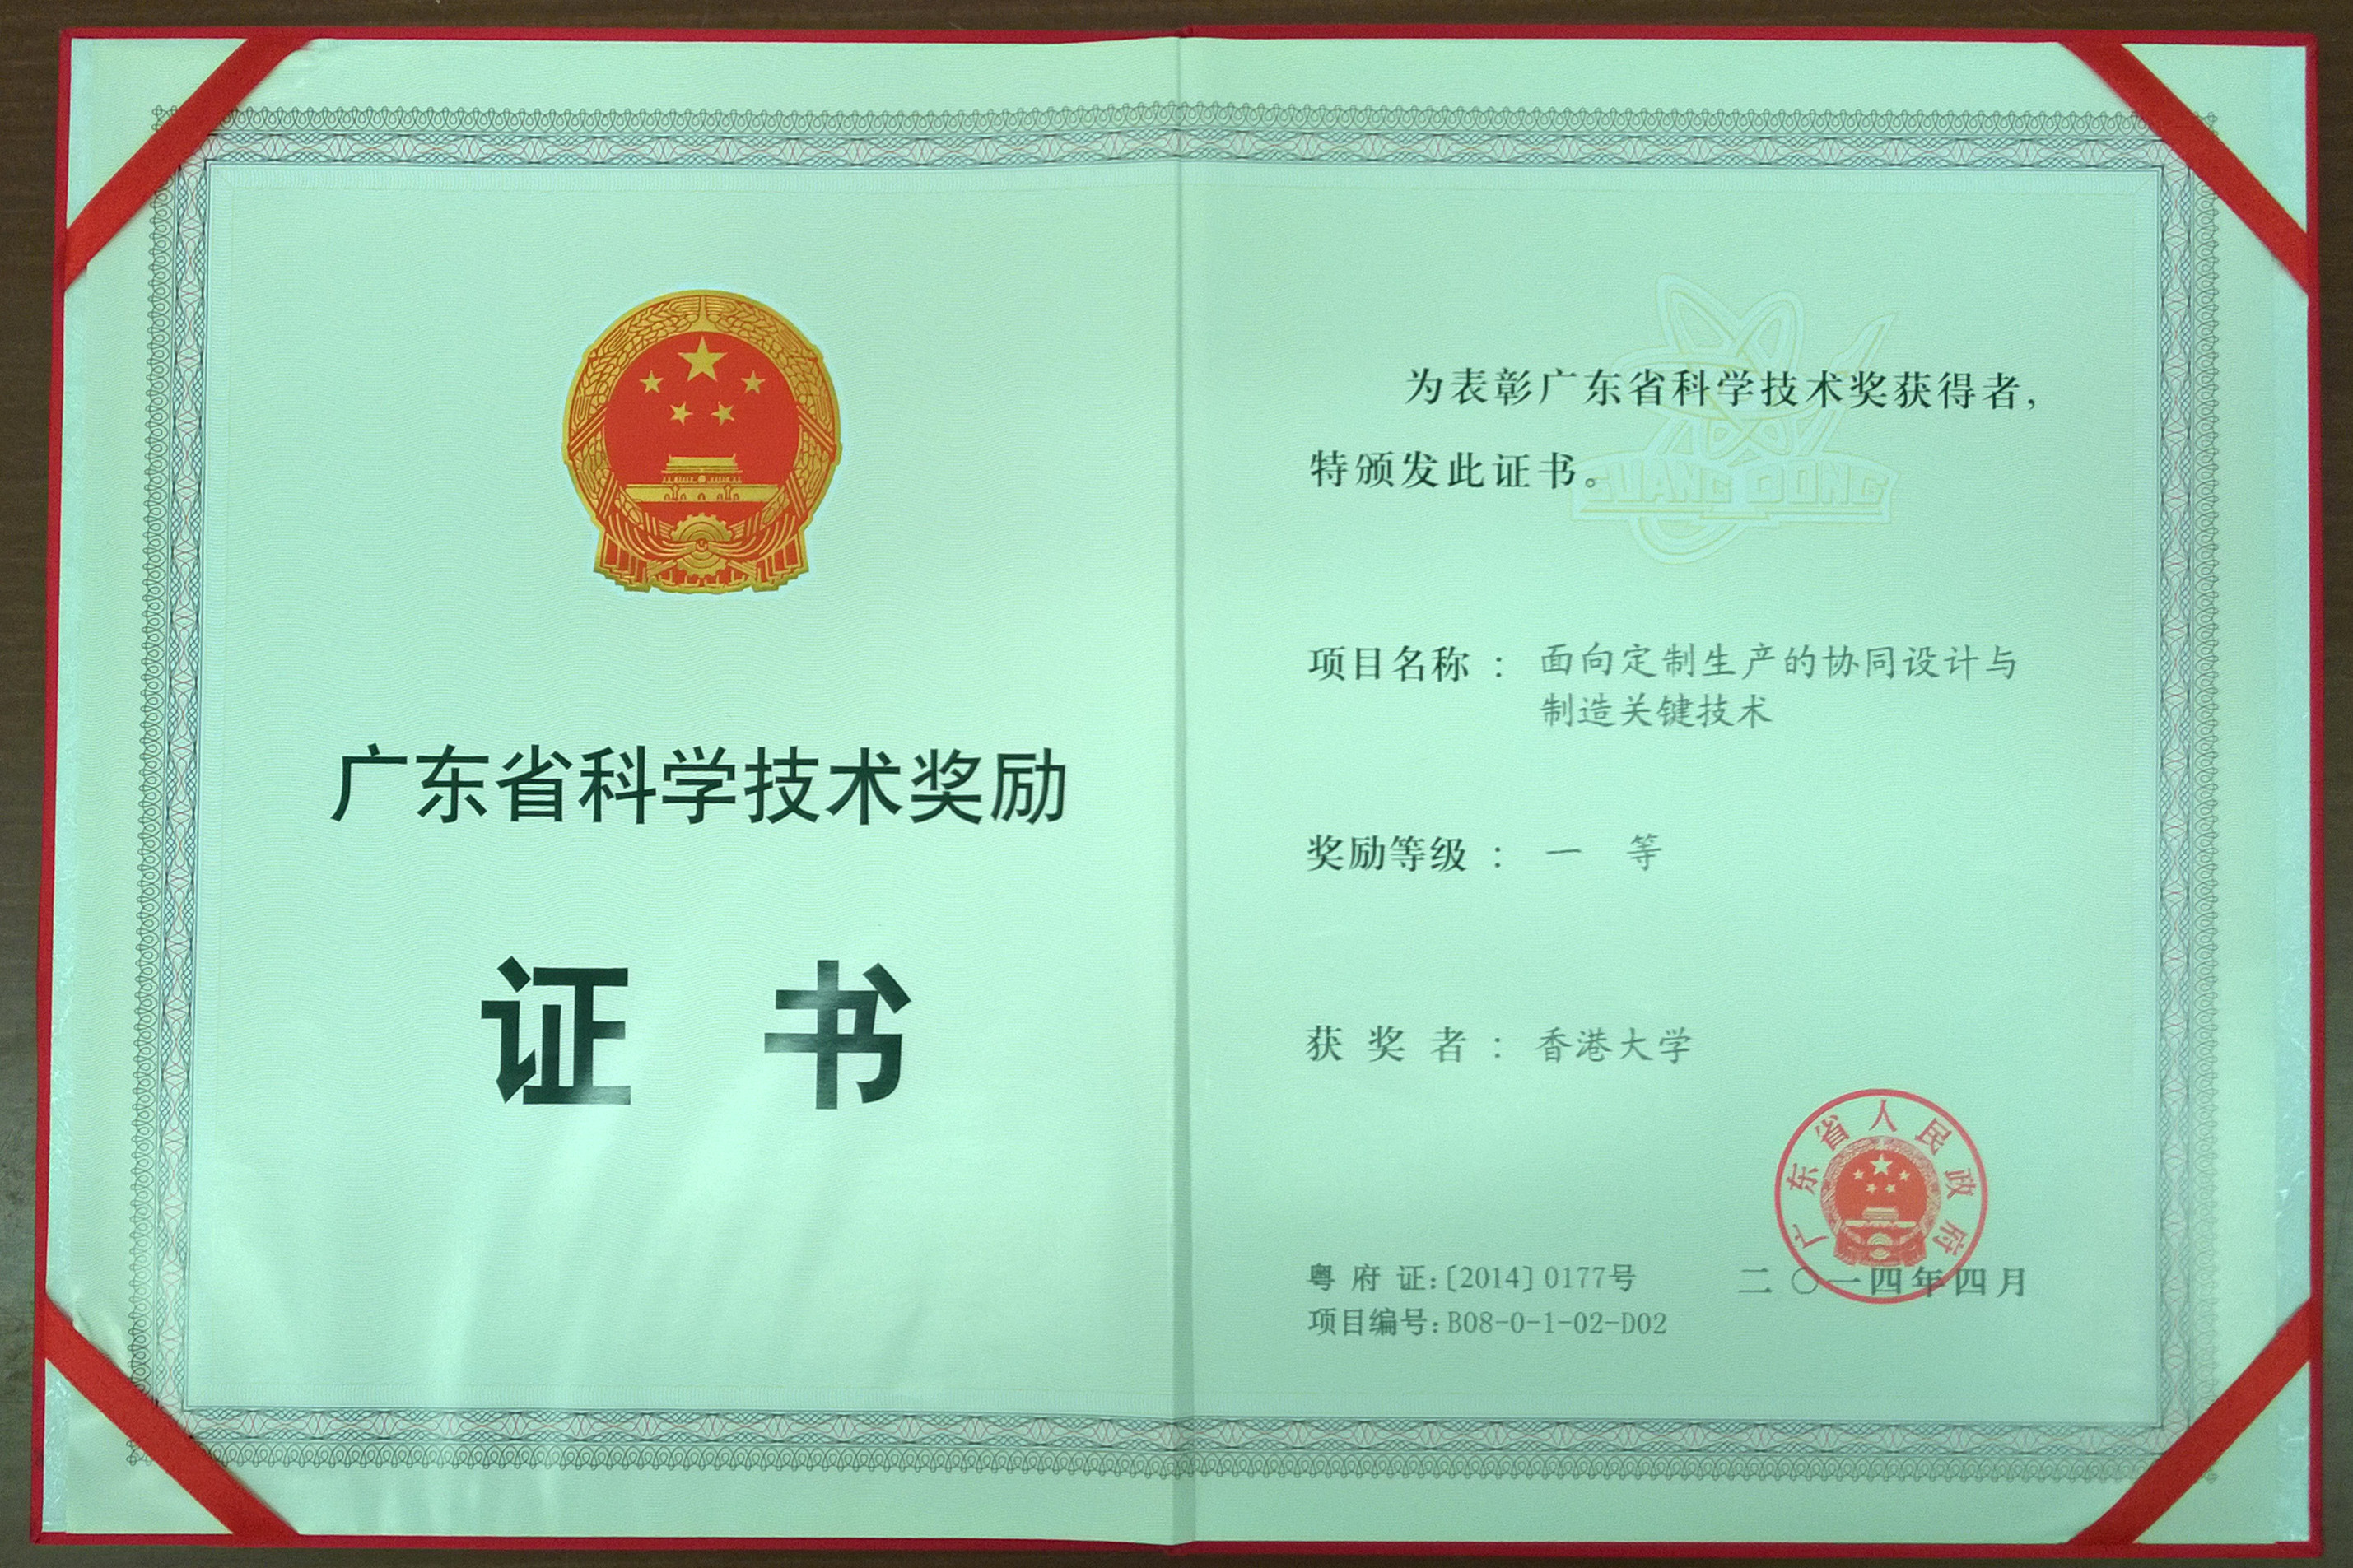 广东省科学技术奖励
证 书
GUANG DONG
为表彰广东省科学技术奖获得者,
特颁发此证书。
项目名称: 面向定制生产的协同设计与
制造关键技术
奖励等级: 一 等
获 奖 者: 香港大学
广东省人民政府
粤 府 证:〔2014〕0177号
二〇一四年四月
项目编号:B08-0-1-02-D02